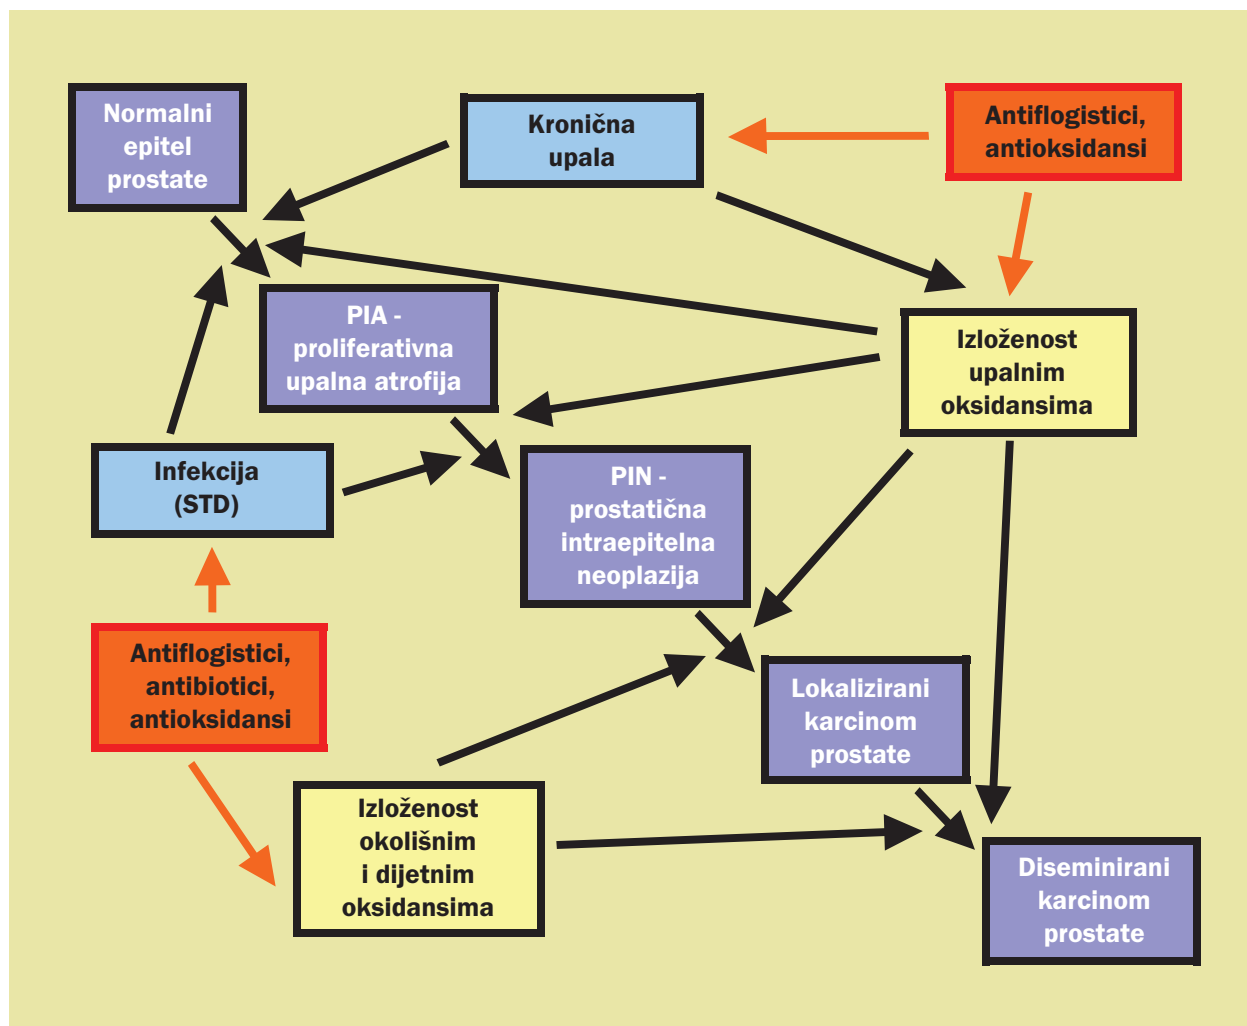 Normalni
epitel
prostate
Kronična
upala
Antiflogistici,
antioksidansi
PIA -
proliferativna
upalna atrofija
Izloženost
upalnim
oksidansima
Infekcija
(STD)
PIN -
prostatična
intraepitelna
neoplazija
Antiflogistici,
antibiotici,
antioksidansi
Lokalizirani
karcinom
prostate
Izloženost
okolišnim
i dijetnim
oksidansima
Diseminirani
karcinom
prostate